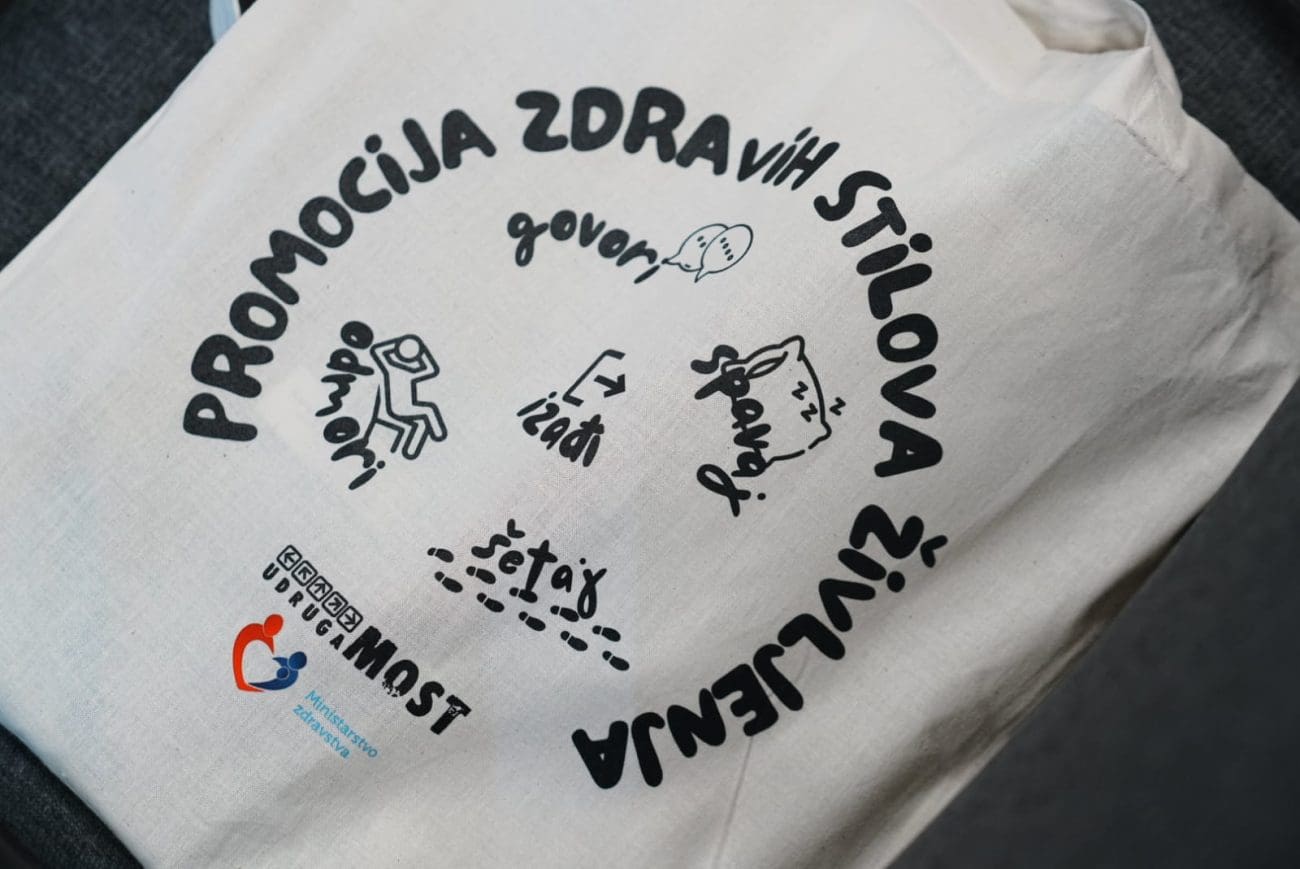 PROMOCIJA ZDRAviH STiLOVA ŽiVLJENJA
govori
odmori
izađi
spavaj
šetaj
UDRUGA MOST
Ministarstvo
zdravstva